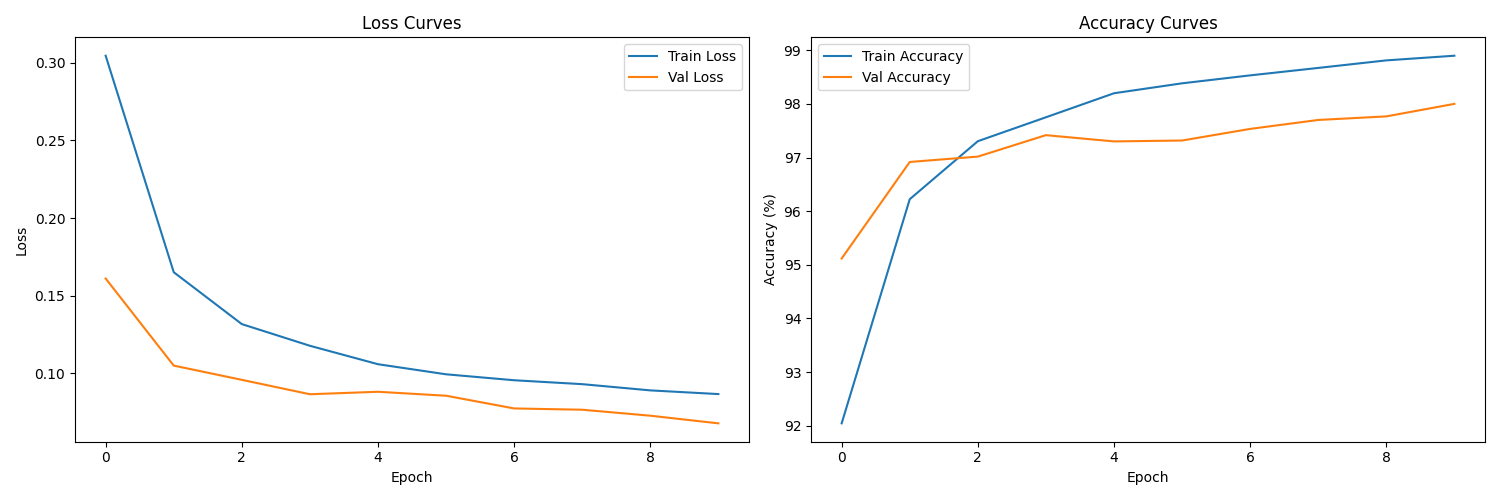 Loss Curves
Train Loss
Val Loss
0.30
0.25
0.20
0.15
0.10
Loss
0 2 4 6 8
Epoch
Accuracy Curves
Train Accuracy
Val Accuracy
99
98
97
96
95
94
93
92
Accuracy (%)
0 2 4 6 8
Epoch